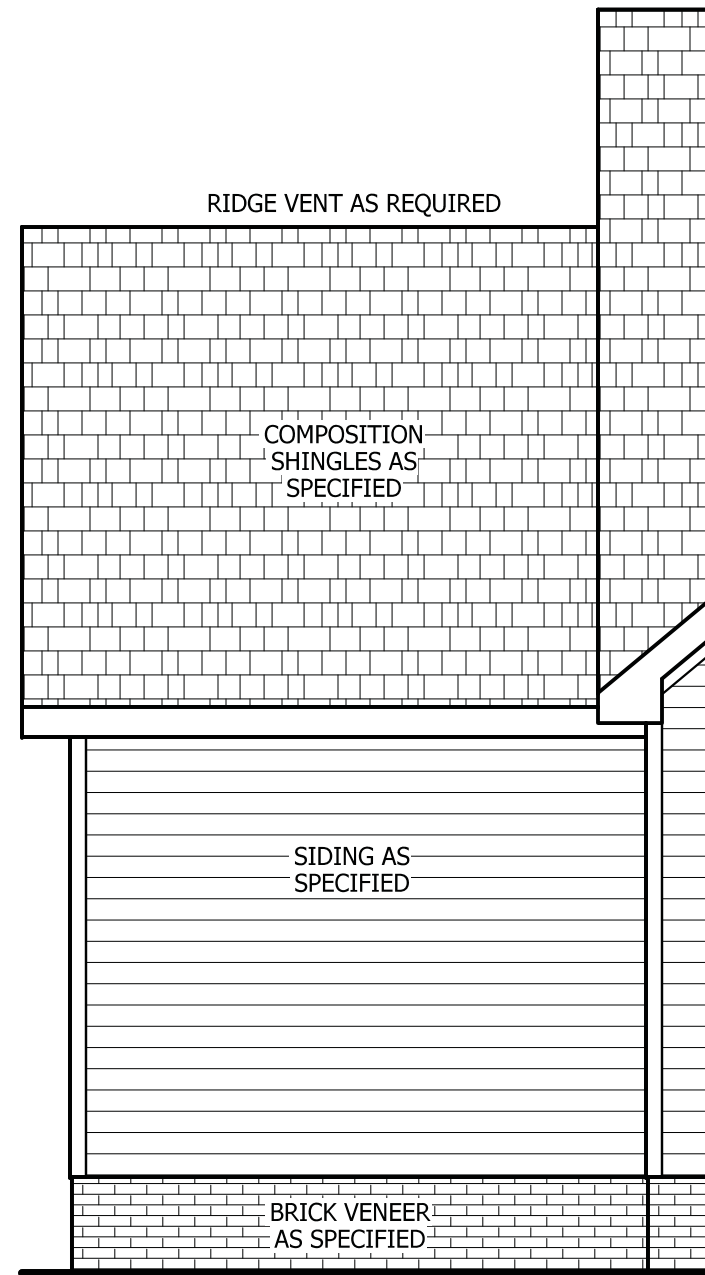 RIDGE VENT AS REQUIRED
COMPOSITION
SHINGLES AS
SPECIFIED
SIDING AS
SPECIFIED
BRICK VENEER
AS SPECIFIED